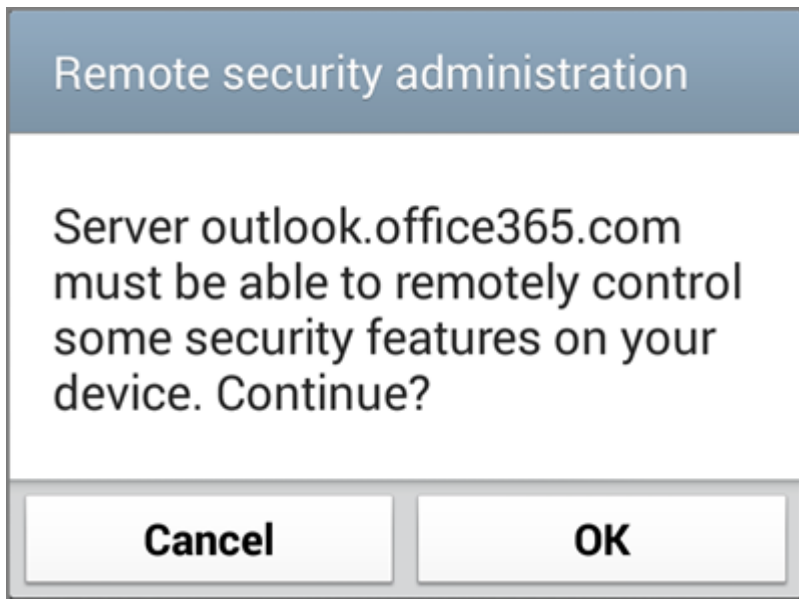 Remote security administration
Server outlook.office365.com
must be able to remotely control
some security features on your
device. Continue?
Cancel
OK